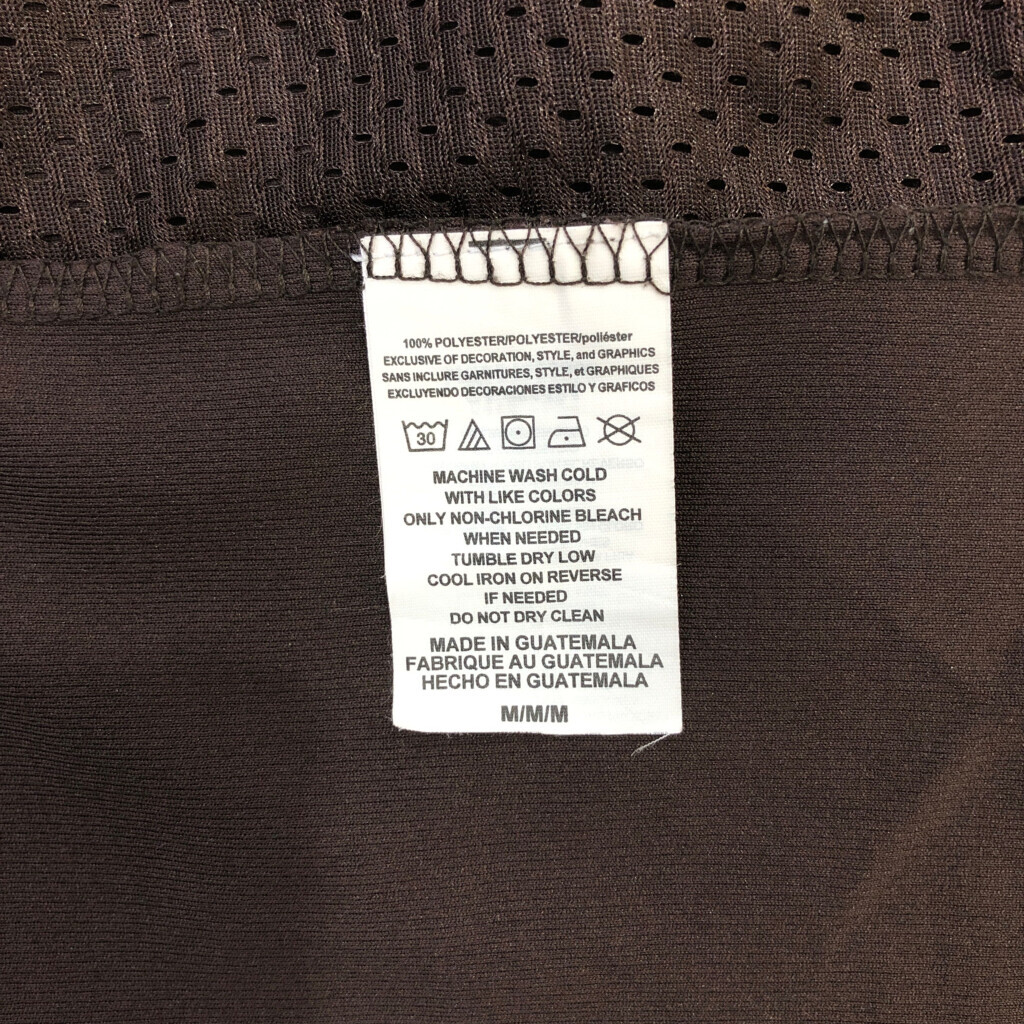 100% POLYESTER/POLYESTER/poliéster
EXCLUSIVE OF DECORATION, STYLE, and GRAPHICS
SANS INCLURE GARNITURES, STYLE, et GRAPHIQUES
EXCLUYENDO DECORACIONES ESTILO Y GRAFICOS
30
MACHINE WASH COLD
WITH LIKE COLORS
ONLY NON-CHLORINE BLEACH
WHEN NEEDED
TUMBLE DRY LOW
COOL IRON ON REVERSE
IF NEEDED
DO NOT DRY CLEAN
MADE IN GUATEMALA
FABRIQUE AU GUATEMALA
HECHO EN GUATEMALA
M/M/M